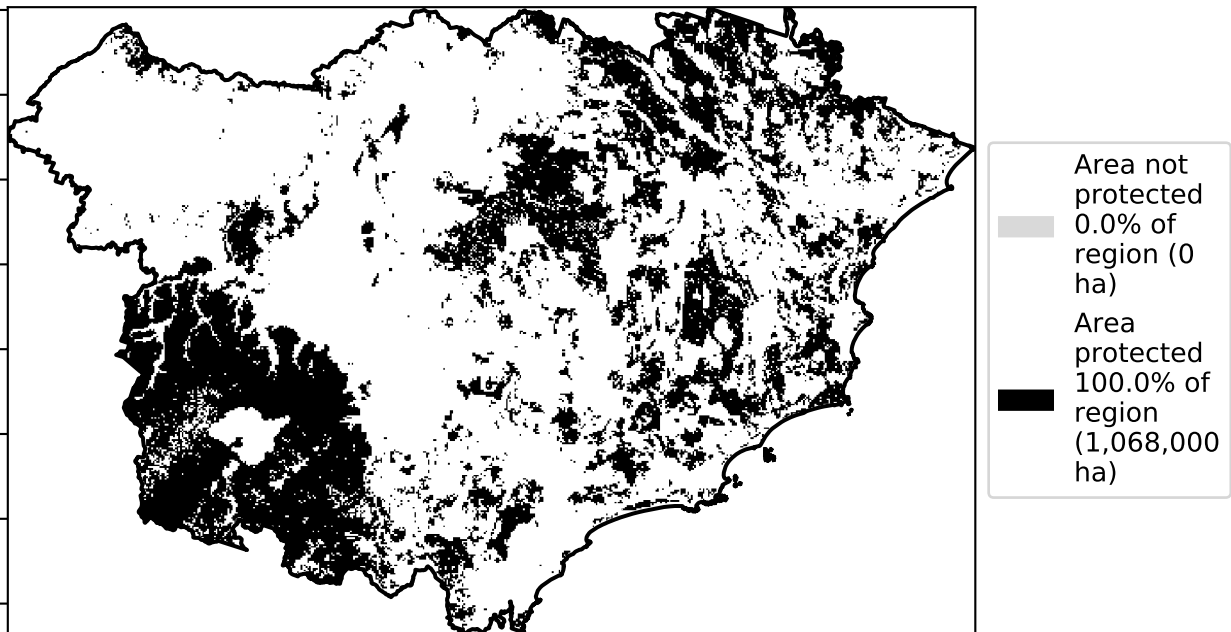 Area not
protected
0.0% of
region (0
ha)
Area
protected
100.0% of
region
(1,068,000
ha)